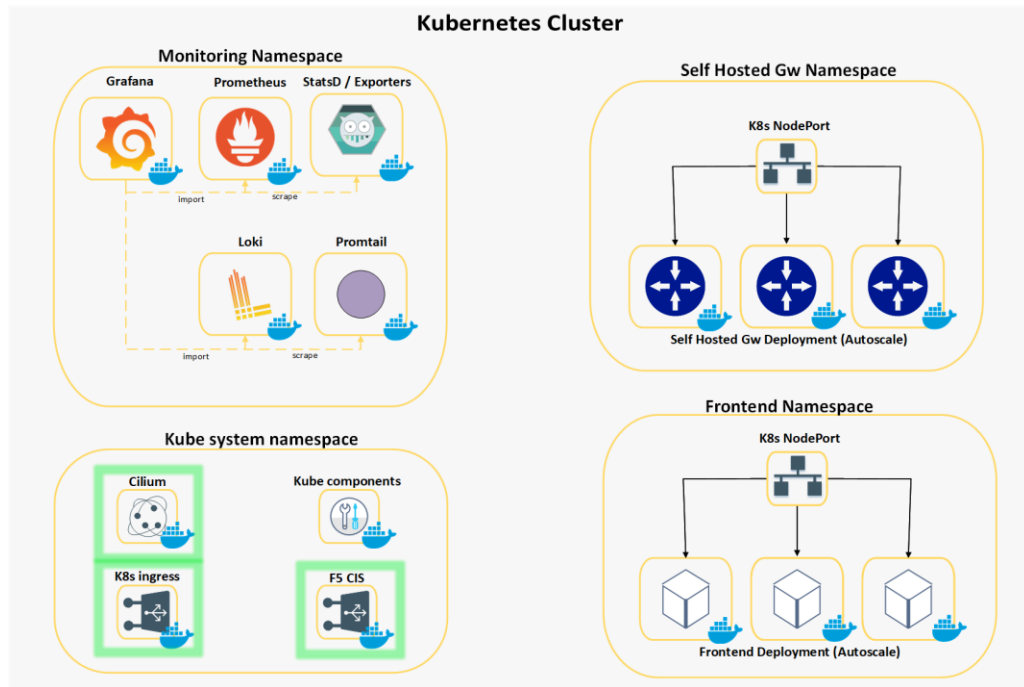 Kubernetes Cluster
Monitoring Namespace
Grafana
Prometheus
StatsD / Exporters
import
scrape
Loki
Promtail
import
scrape
Self Hosted Gw Namespace
K8s NodePort
Self Hosted Gw Deployment (Autoscale)
Kube system namespace
Cilium
Kube components
K8s ingress
F5 CIS
Frontend Namespace
K8s NodePort
Frontend Deployment (Autoscale)